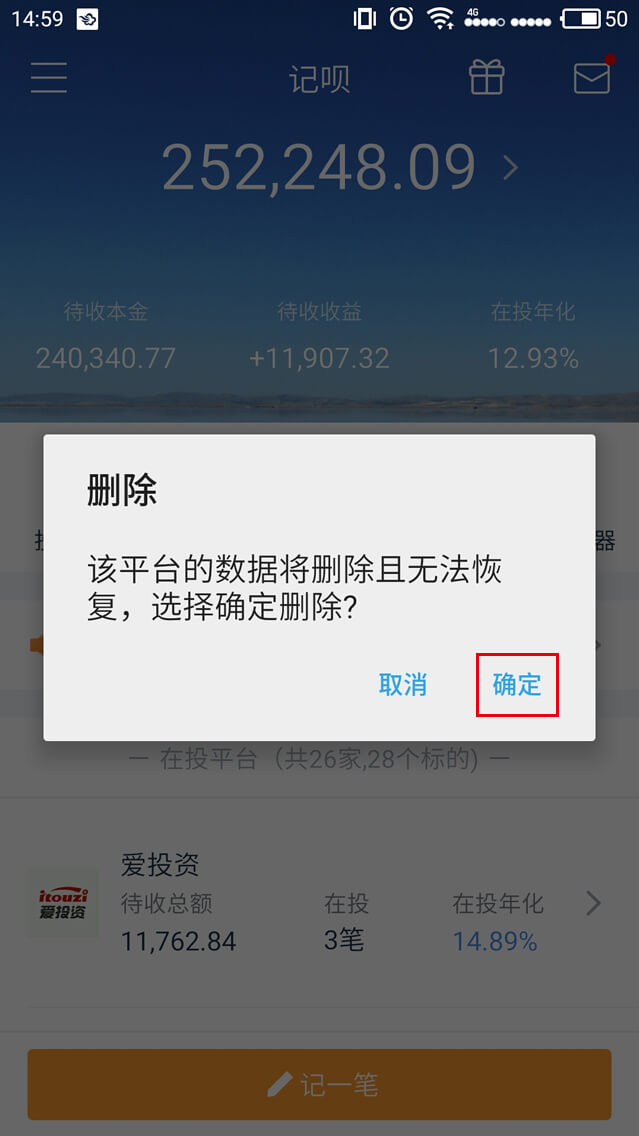 14:59
4G
50
记呗
252,248.09
待收本金
待收收益
在投年化
240,340.77
+11,907.32
12.93%
删除
器
该平台的数据将删除且无法恢
复，选择确定删除?
取消
确定
— 在投平台（共26家,28个标的) —
爱投资
itouzi
爱投资
待收总额
在投
在投年化
11,762.84
3笔
14.89%
记一笔